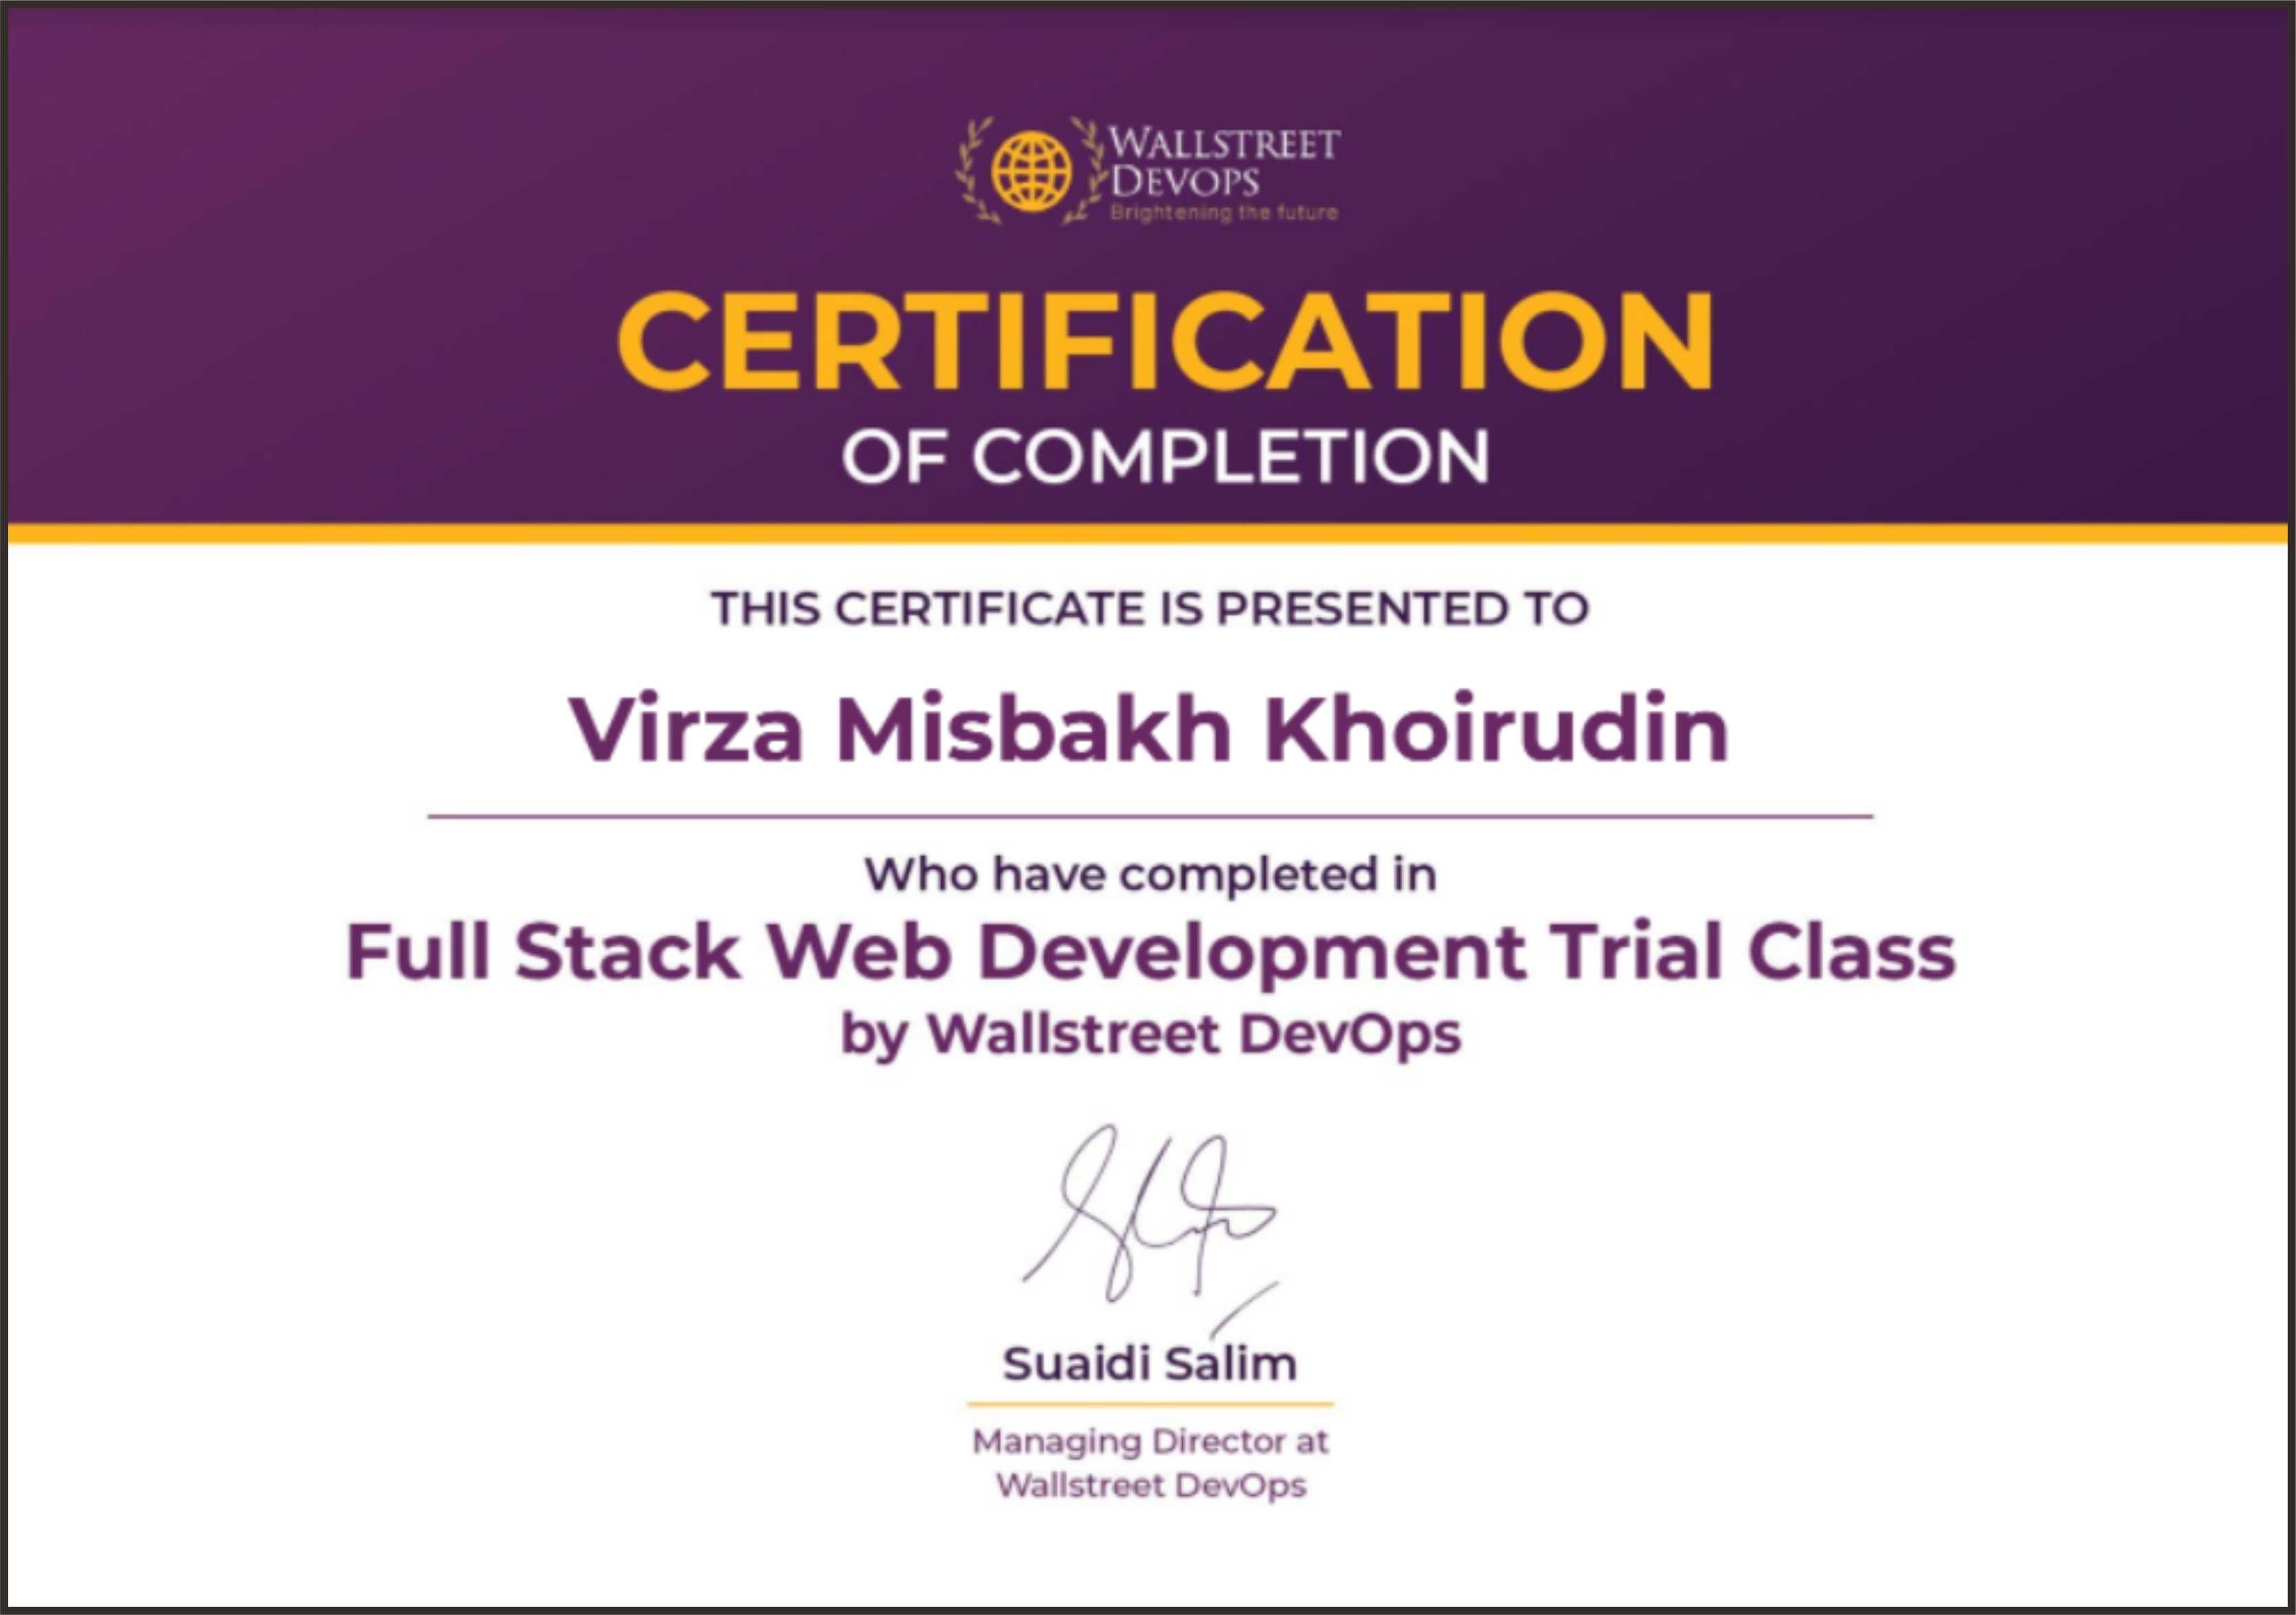 WALLSTREET
DEVOPS
Brightening the future
CERTIFICATION
OF COMPLETION
THIS CERTIFICATE IS PRESENTED TO
Virza Misbakh Khoirudin
Who have completed in
Full Stack Web Development Trial Class
by Wallstreet DevOps
Suaidi Salim
Managing Director at
Wallstreet DevOps